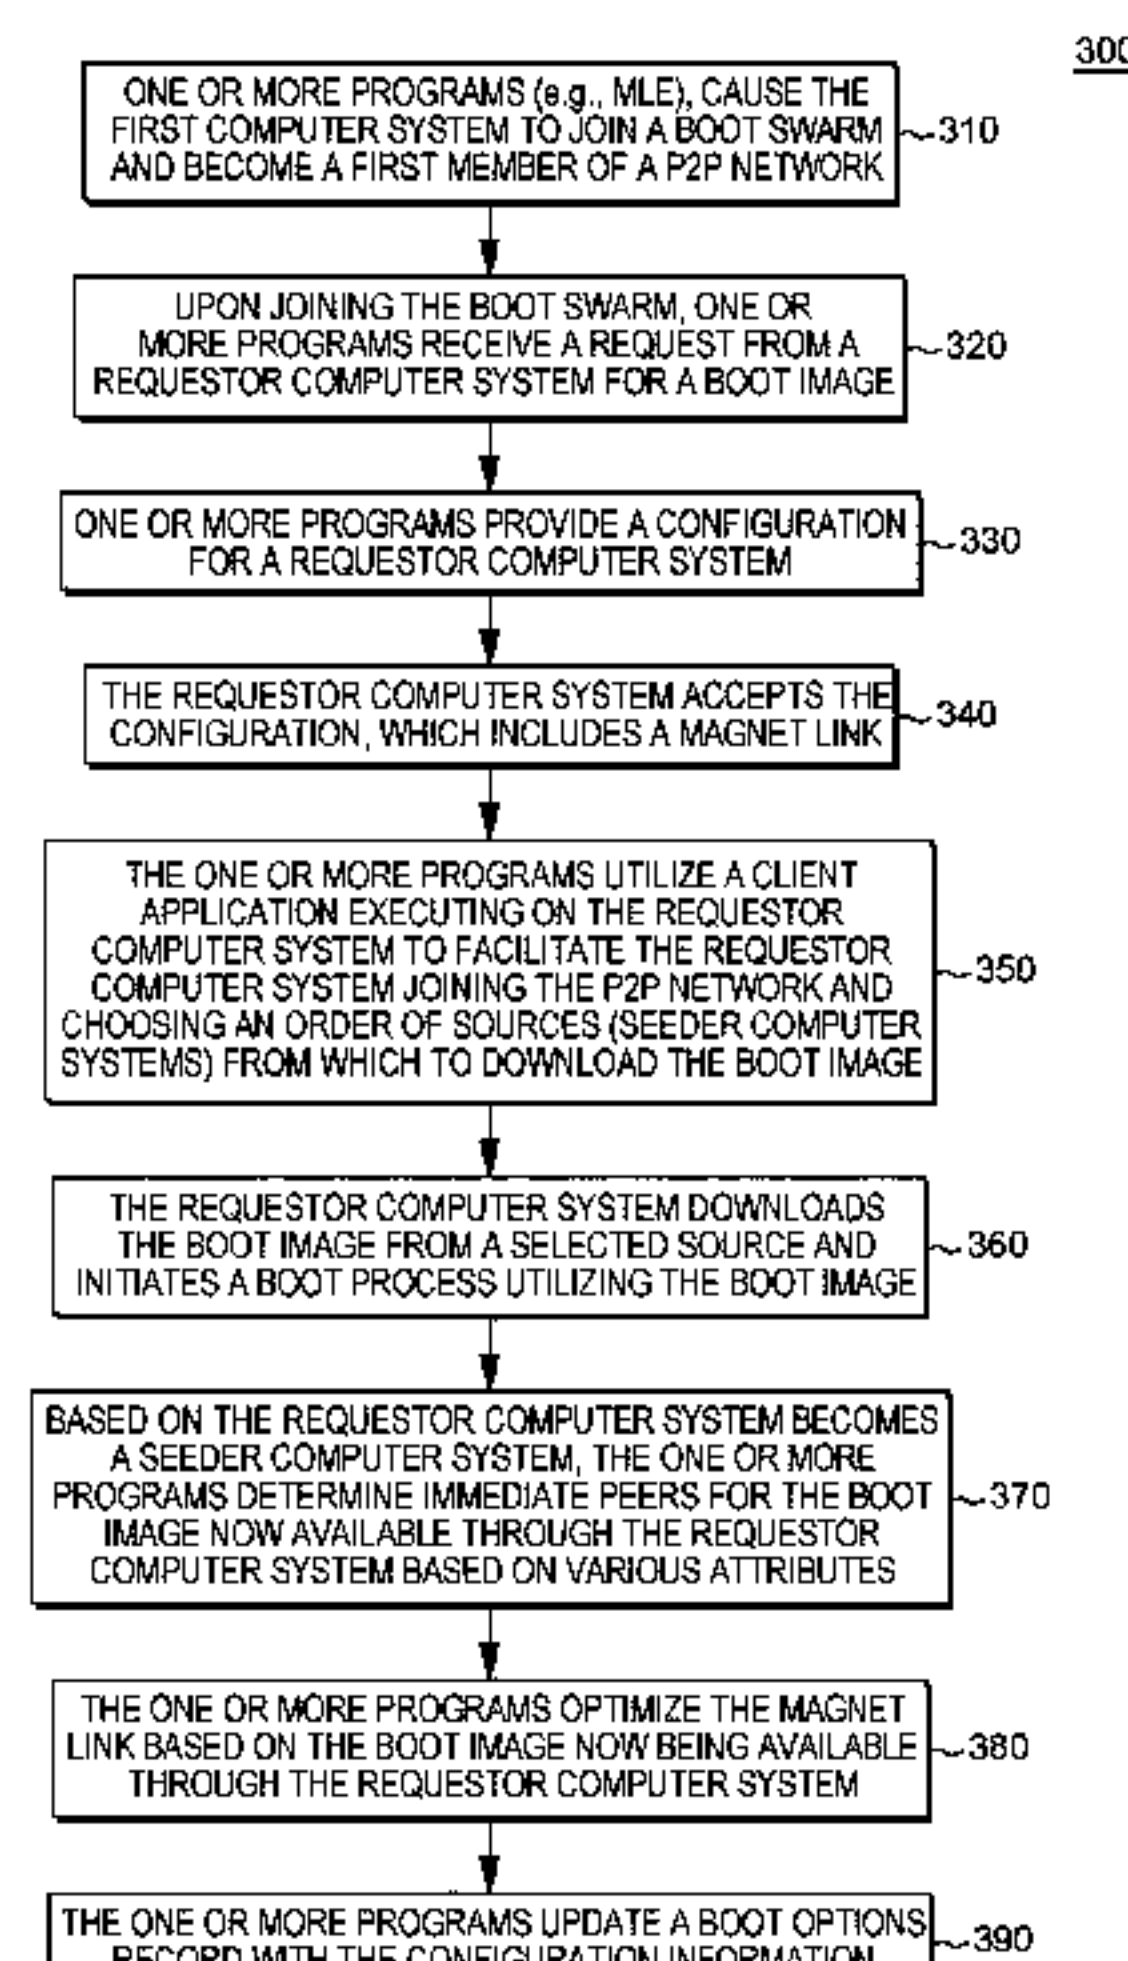 300
ONE OR MORE PROGRAMS (e.g., MLE), CAUSE THE
FIRST COMPUTER SYSTEM TO JOIN A BOOT SWARM
AND BECOME A FIRST MEMBER OF A P2P NETWORK
310
UPON JOINING THE BOOT SWARM, ONE OR
MORE PROGRAMS RECEIVE A REQUEST FROM A
REQUESTOR COMPUTER SYSTEM FOR A BOOT IMAGE
320
ONE OR MORE PROGRAMS PROVIDE A CONFIGURATION
FOR A REQUESTOR COMPUTER SYSTEM
330
THE REQUESTOR COMPUTER SYSTEM ACCEPTS THE
CONFIGURATION, WHICH INCLUDES A MAGNET LINK
340
THE ONE OR MORE PROGRAMS UTILIZE A CLIENT
APPLICATION EXECUTING ON THE REQUESTOR
COMPUTER SYSTEM TO FACILITATE THE REQUESTOR
COMPUTER SYSTEM JOINING THE P2P NETWORK AND
CHOOSING AN ORDER OF SOURCES (SEEDER COMPUTER
SYSTEMS) FROM WHICH TO DOWNLOAD THE BOOT IMAGE
350
THE REQUESTOR COMPUTER SYSTEM DOWNLOADS
THE BOOT IMAGE FROM A SELECTED SOURCE AND
INITIATES A BOOT PROCESS UTILIZING THE BOOT IMAGE
360
BASED ON THE REQUESTOR COMPUTER SYSTEM BECOMES
A SEEDER COMPUTER SYSTEM, THE ONE OR MORE
PROGRAMS DETERMINE IMMEDIATE PEERS FOR THE BOOT
IMAGE NOW AVAILABLE THROUGH THE REQUESTOR
COMPUTER SYSTEM BASED ON VARIOUS ATTRIBUTES
370
THE ONE OR MORE PROGRAMS OPTIMIZE THE MAGNET
LINK BASED ON THE BOOT IMAGE NOW BEING AVAILABLE
THROUGH THE REQUESTOR COMPUTER SYSTEM
380
THE ONE OR MORE PROGRAMS UPDATE A BOOT OPTIONS
RECORD WITH THE CONFIGURATION INFORMATION
390